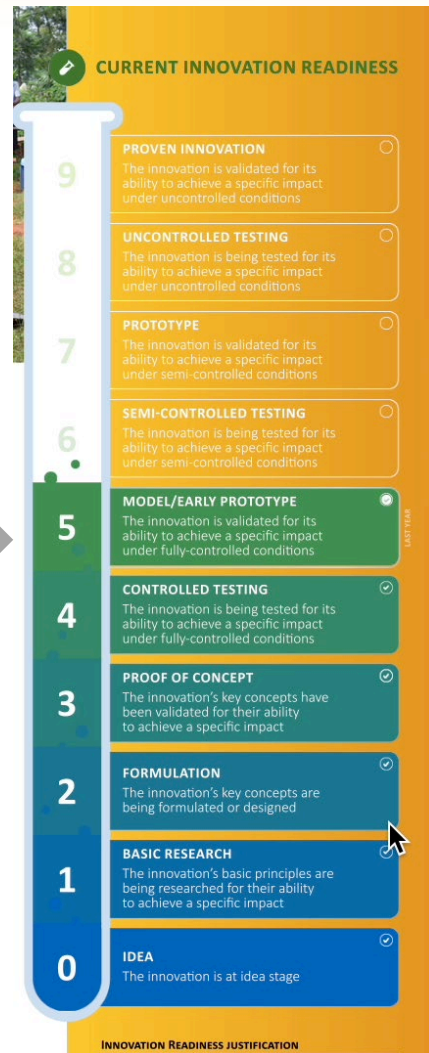 CURRENT INNOVATION READINESS
9
PROVEN INNOVATION
The innovation is validated for its
ability to achieve a specific impact
under uncontrolled conditions
8
UNCONTROLLED TESTING
The innovation is being tested for its
ability to achieve a specific impact
under uncontrolled conditions
7
PROTOTYPE
The innovation is validated for its
ability to achieve a specific impact
under semi-controlled conditions
6
SEMI-CONTROLLED TESTING
The innovation is being tested for its
ability to achieve a specific impact
under semi-controlled conditions
5
MODEL/EARLY PROTOTYPE
The innovation is validated for its
ability to achieve a specific impact
under fully-controlled conditions
LAST YEAR
4
CONTROLLED TESTING
The innovation is being tested for its
ability to achieve a specific impact
under fully-controlled conditions
3
PROOF OF CONCEPT
The innovation's key concepts have
been validated for their ability
to achieve a specific impact
2
FORMULATION
The innovation's key concepts are
being formulated or designed
1
BASIC RESEARCH
The innovation's basic principles are
being researched for their ability
to achieve a specific impact
0
IDEA
The innovation is at idea stage
INNOVATION READINESS JUSTIFICATION